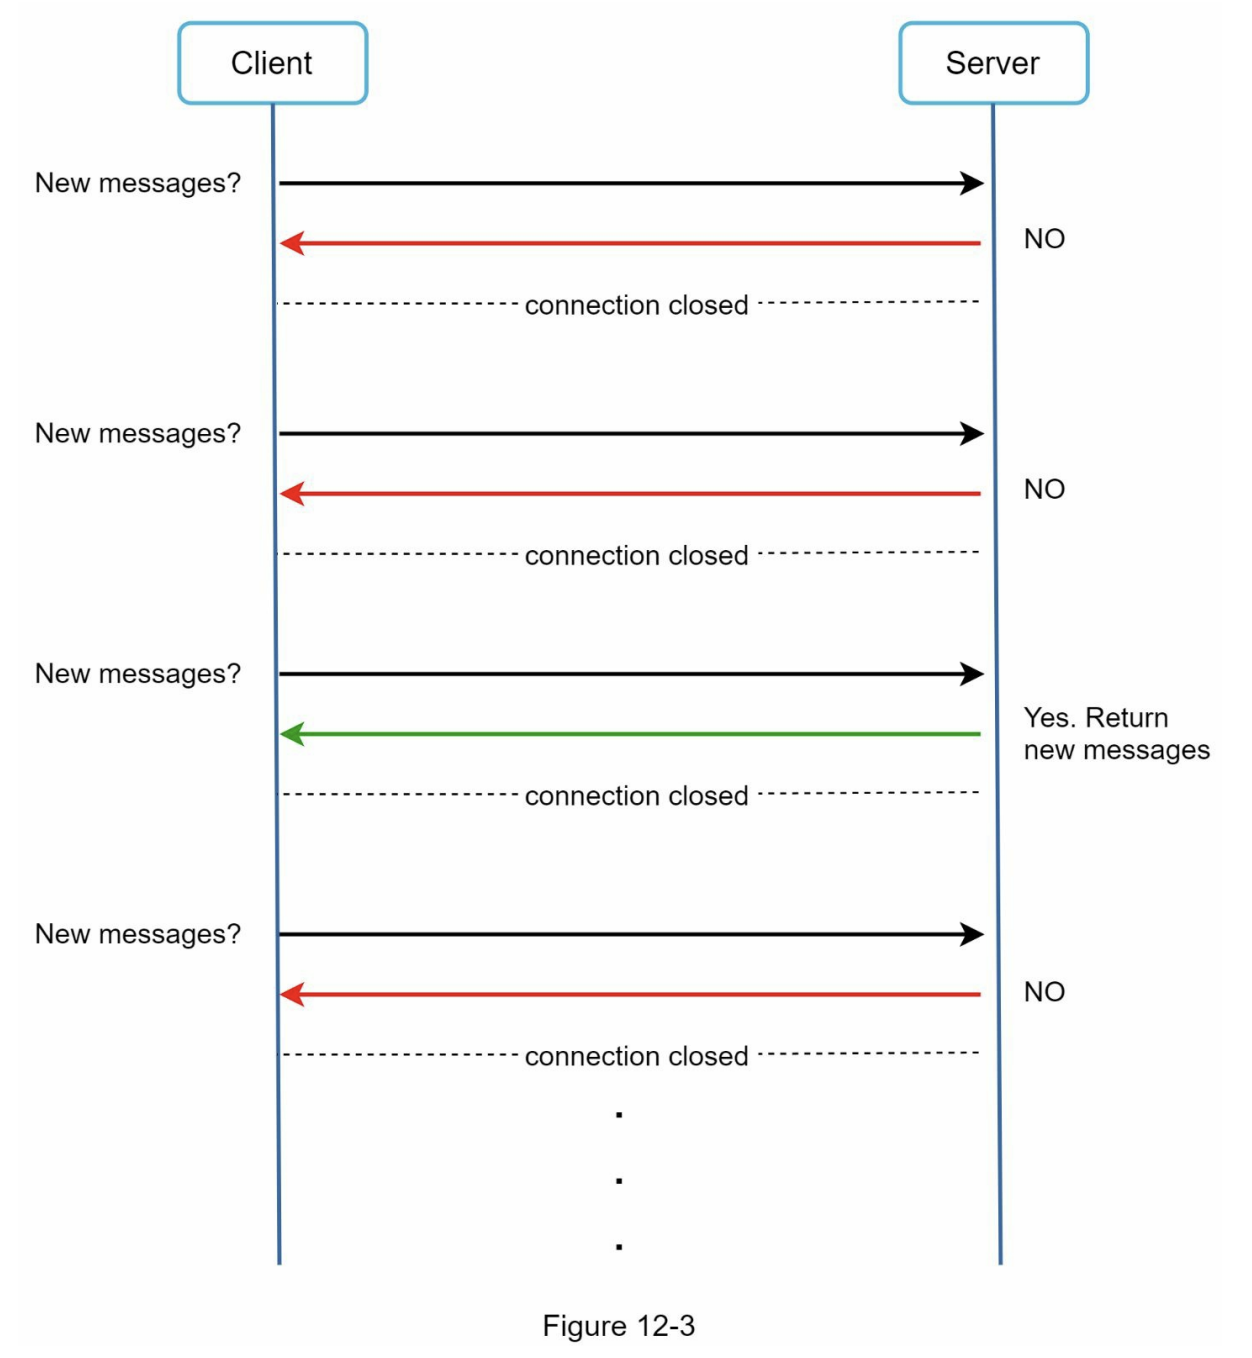 Client
Server
New messages?
NO
connection closed
New messages?
NO
connection closed
New messages?
Yes. Return
new messages
connection closed
New messages?
NO
connection closed
Figure 12-3